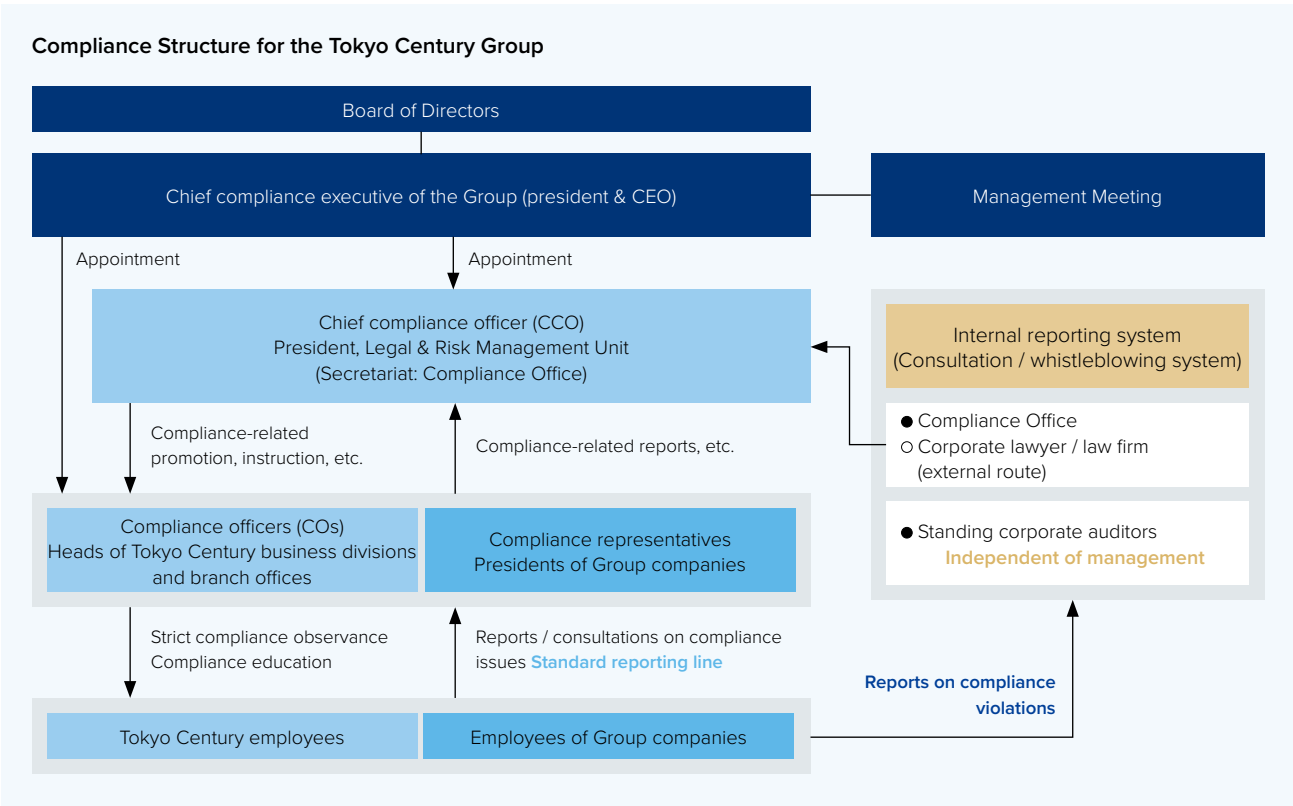 Compliance Structure for the Tokyo Century Group
Board of Directors
Chief compliance executive of the Group (president & CEO)
Management Meeting
Appointment
Appointment
Chief compliance officer (CCO)
President, Legal & Risk Management Unit
(Secretariat: Compliance Office)
Internal reporting system
(Consultation / whistleblowing system)
● Compliance Office
○ Corporate lawyer / law firm
(external route)
● Standing corporate auditors
Independent of management
Compliance-related
promotion, instruction, etc.
Compliance-related reports, etc.
Compliance officers (COs)
Heads of Tokyo Century business divisions
and branch offices
Compliance representatives
Presidents of Group companies
Strict compliance observance
Compliance education
Reports / consultations on compliance
issues Standard reporting line
Reports on compliance
violations
Tokyo Century employees
Employees of Group companies